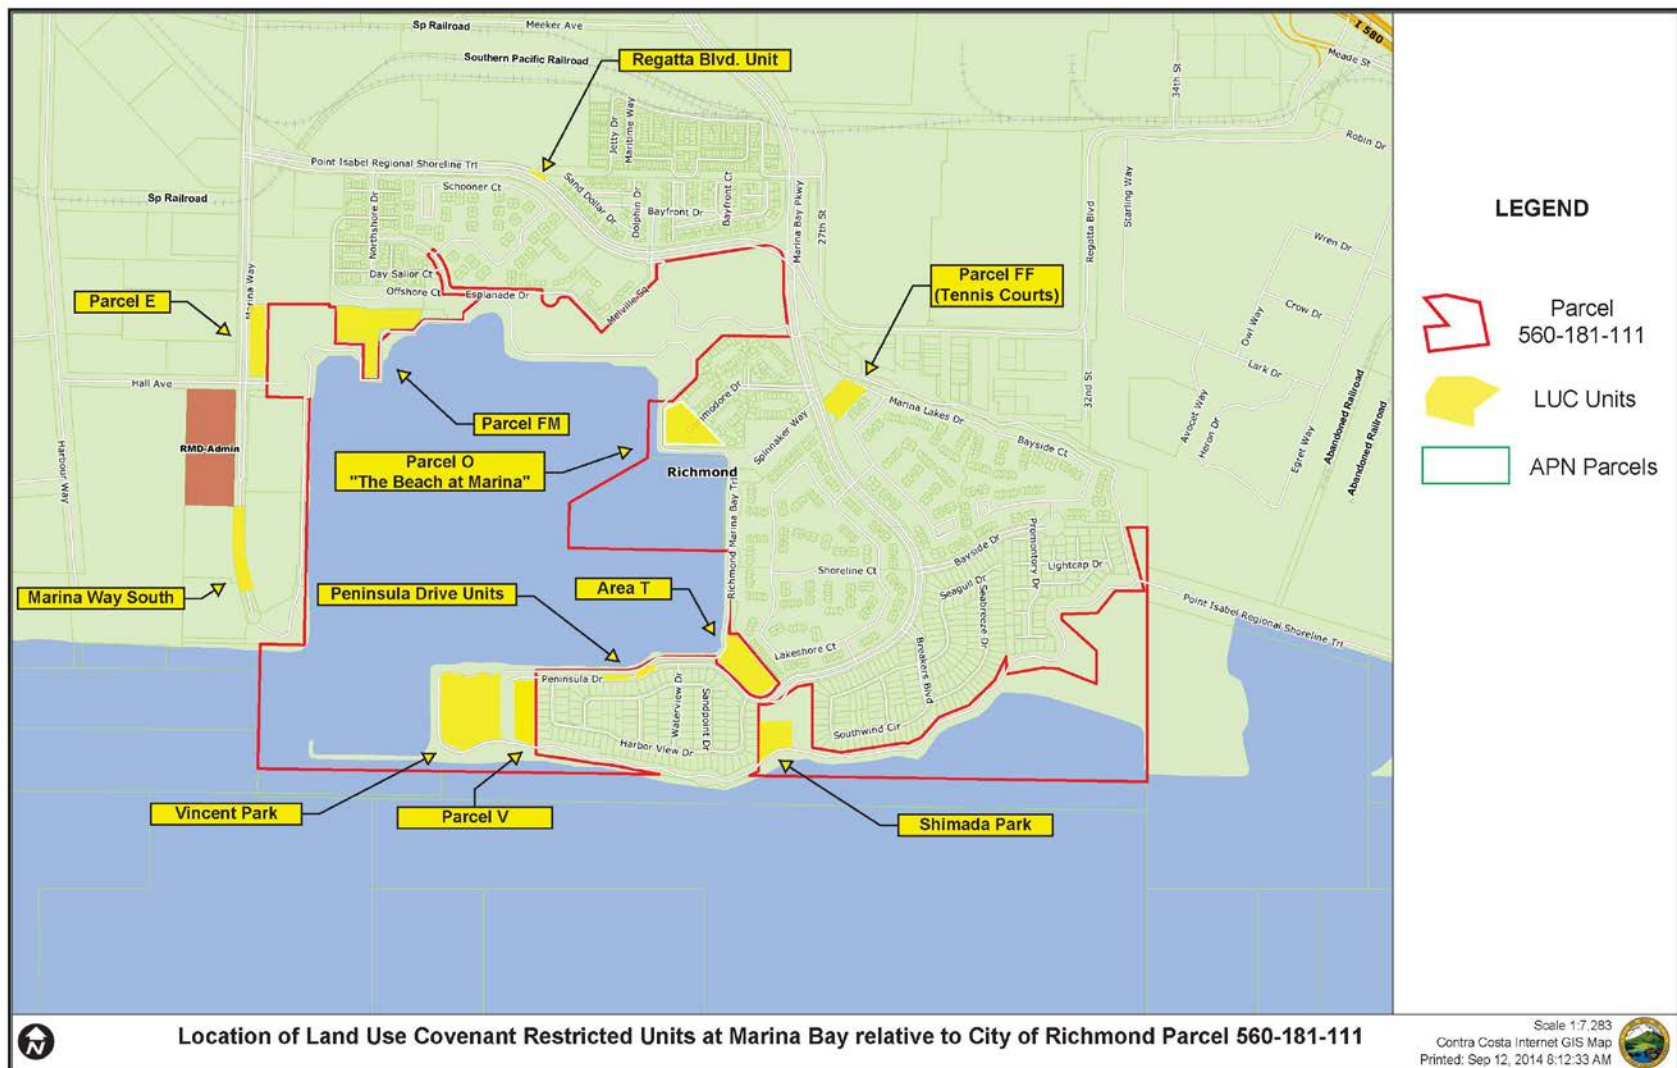 Sp Railroad
Meeker Ave
Southern Pacific Railroad
Regatta Blvd. Unit
I 580
Meade St
34th St
Robin Dr
Jetty Dr
Maritime Way
Point Isabel Regional Shoreline Trl
Schooner Ct
Sand Dollar Dr
Dolphin Dr
Bayfront Dr
Bayfront Ct
Marina Bay Pkwy
27th St
Regatta Blvd
Starling Way
Sp Railroad
Northshore Dr
Wren Dr
Day Sailor Ct
Offshore Ct
Esplanade Dr
Melville Sq
Parcel FF
(Tennis Courts)
Parcel E
Marina Way
Crow Dr
Owl Way
Lark Dr
Hall Ave
Parcel FM
32nd St
Marina Lakes Dr
Spinnaker Way
Bayside Ct
Avocet Way
Heron Dr
Egret Way
Abandoned Railroad
Abandoned Railroad
Harbour Way
RMD-Admin
Parcel O
"The Beach at Marina"
Richmond
Richmond Marina Bay Trl
Bayside Dr
Promontory Dr
Lightcap Dr
Shoreline Ct
Seagull Dr
Seabreeze Dr
Point Isabel Regional Shoreline Trl
Marina Way South
Peninsula Drive Units
Area T
Lakeshore Ct
Breakers Blvd
Peninsula Dr
Waterview Dr
Sandpoint Dr
Harbor View Dr
Southwind Cir
Vincent Park
Parcel V
Shimada Park
LEGEND
Parcel
560-181-111
LUC Units
APN Parcels
N
Location of Land Use Covenant Restricted Units at Marina Bay relative to City of Richmond Parcel 560-181-111
Scale 1:7,283
Contra Costa Internet GIS Map
Printed: Sep 12, 2014 8:12:33 AM